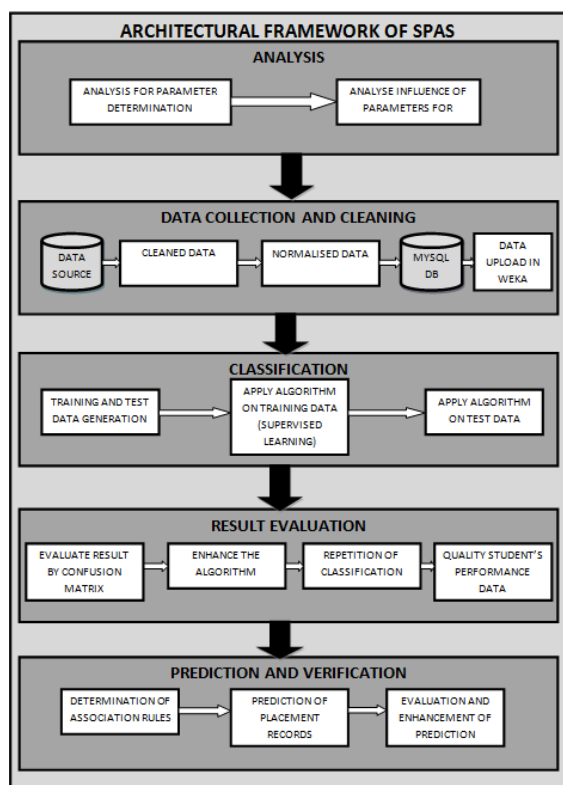 ARCHITECTURAL FRAMEWORK OF SPAS
ANALYSIS
ANALYSIS FOR PARAMETER
DETERMINATION
ANALYSE INFLUENCE OF
PARAMETERS FOR
DATA COLLECTION AND CLEANING
DATA
SOURCE
CLEANED DATA
NORMALISED DATA
MYSQL
DB
DATA
UPLOAD IN
WEKA
CLASSIFICATION
TRAINING AND TEST
DATA GENERATION
APPLY ALGORITHM
ON TRAINING DATA
(SUPERVISED
LEARNING)
APPLY ALGORITHM
ON TEST DATA
RESULT EVALUATION
EVALUATE RESULT
BY CONFUSION
MATRIX
ENHANCE THE
ALGORITHM
REPETITION OF
CLASSIFICATION
QUALITY STUDENT'S
PERFORMANCE
DATA
PREDICTION AND VERIFICATION
DETERMINATION OF
ASSOCIATION RULES
PREDICTION OF
PLACEMENT
RECORDS
EVALUATION AND
ENHANCEMENT OF
PREDICTION